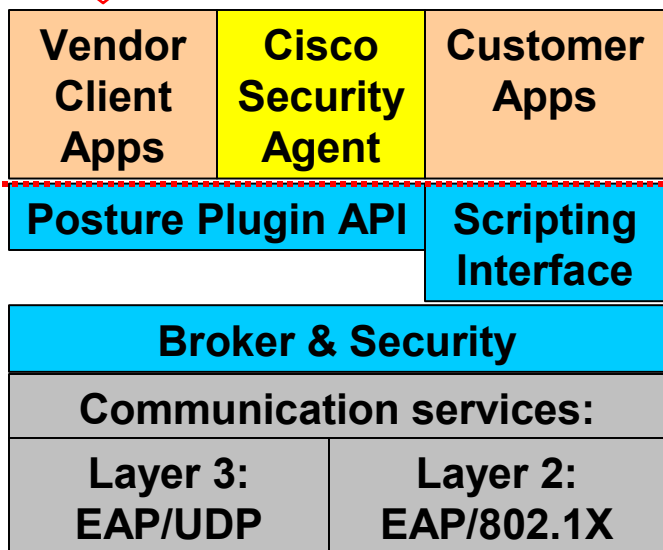 Vendor
Client
Apps
Cisco
Security
Agent
Customer
Apps
Posture Plugin API
Scripting
Interface
Broker & Security
Communication services:
Layer 3:
EAP/UDP
Layer 2:
EAP/802.1X